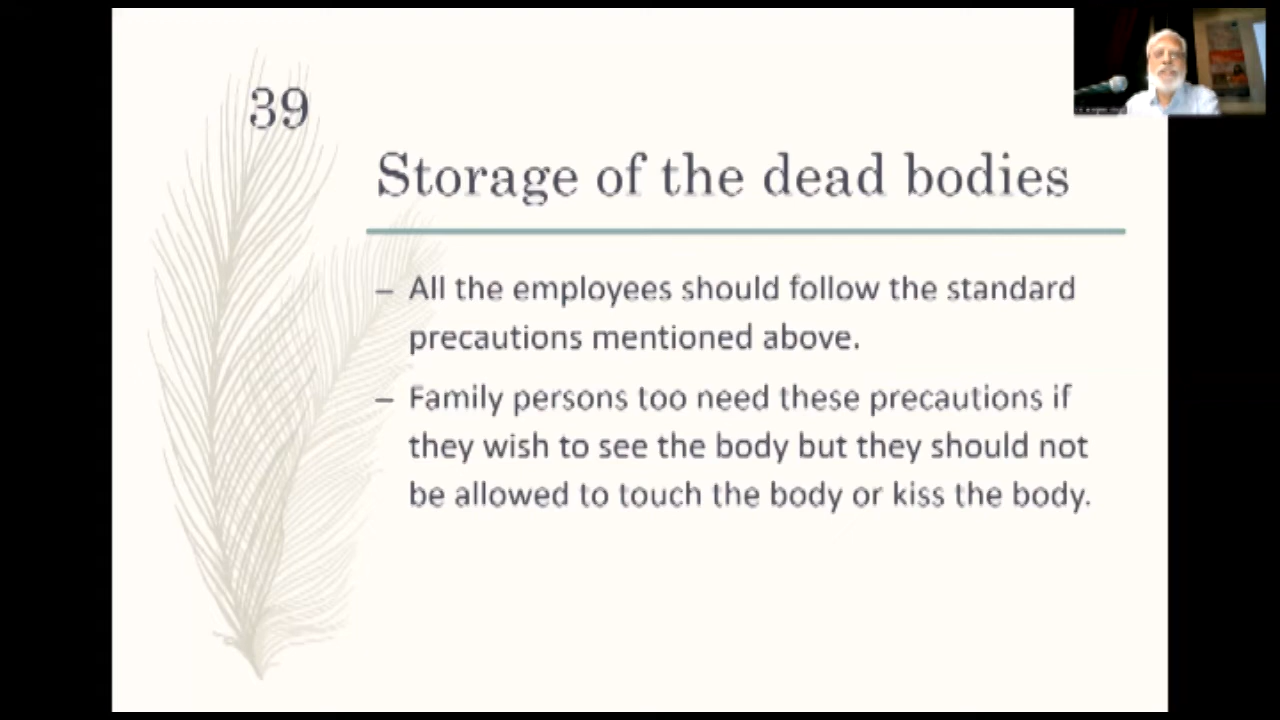 39
Storage of the dead bodies
– All the employees should follow the standard
precautions mentioned above.
– Family persons too need these precautions if
they wish to see the body but they should not
be allowed to touch the body or kiss the body.